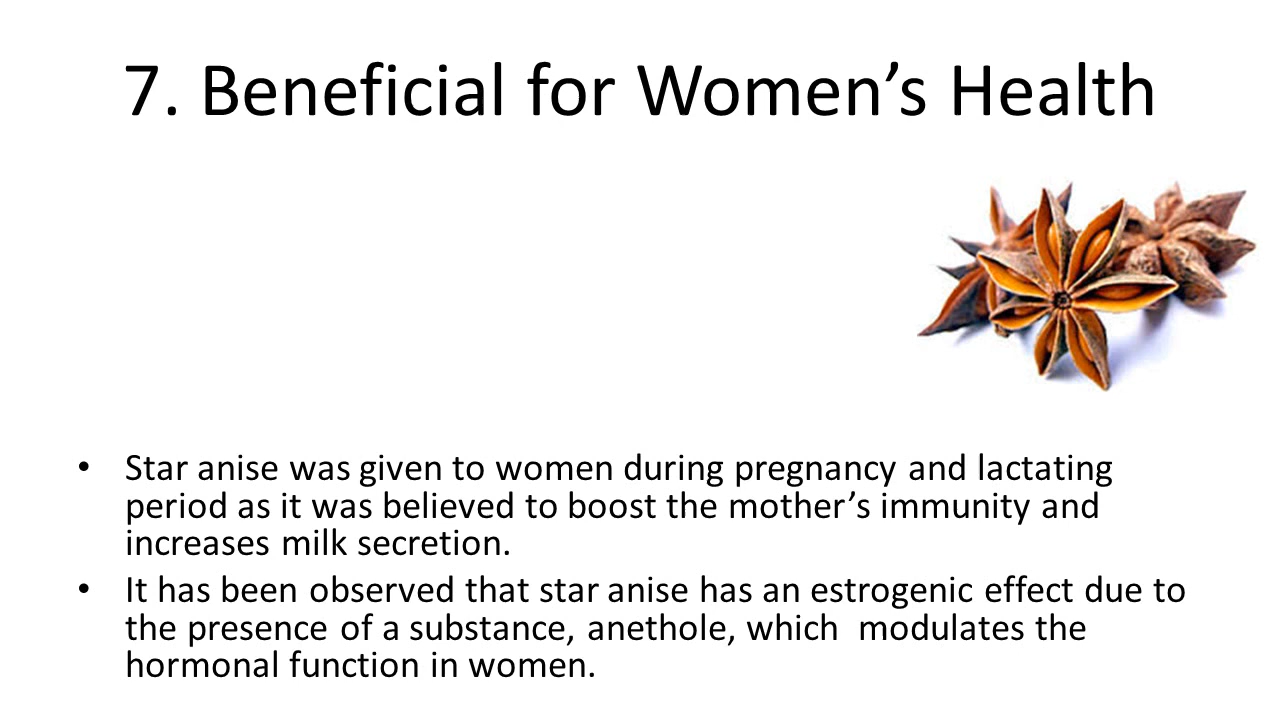 7. Beneficial for Women’s Health
• Star anise was given to women during pregnancy and lactating
period as it was believed to boost the mother’s immunity and
increases milk secretion.
• It has been observed that star anise has an estrogenic effect due to
the presence of a substance, anethole, which  modulates the
hormonal function in women.